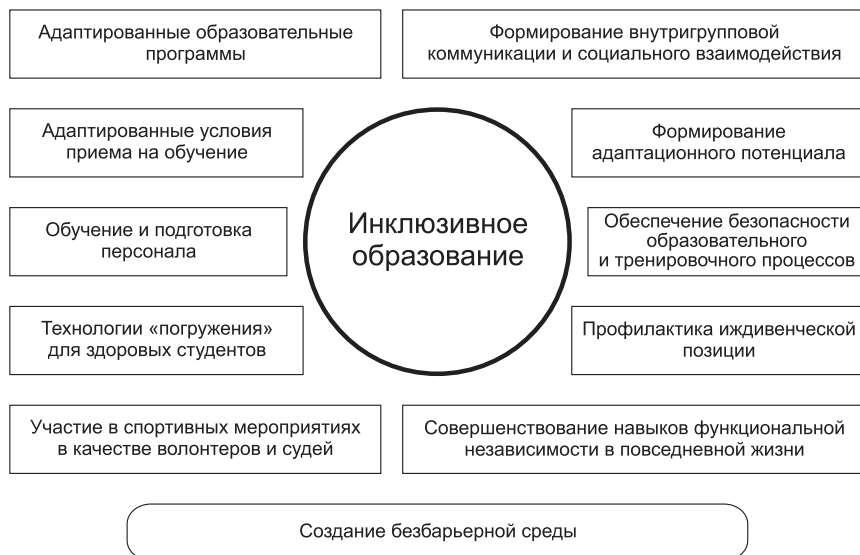 Адаптированные образовательные
программы
Формирование внутригрупповой
коммуникации и социального взаимодействия
Адаптированные условия
приема на обучение
Формирование
адаптационного потенциала
Инклюзивное
образование
Обучение и подготовка
персонала
Обеспечение безопасности
образовательного
и тренировочного процессов
Технологии «погружения»
для здоровых студентов
Профилактика иждивенческой
позиции
Участие в спортивных мероприятиях
в качестве волонтеров и судей
Совершенствование навыков функциональной
независимости в повседневной жизни
Создание безбарьерной среды